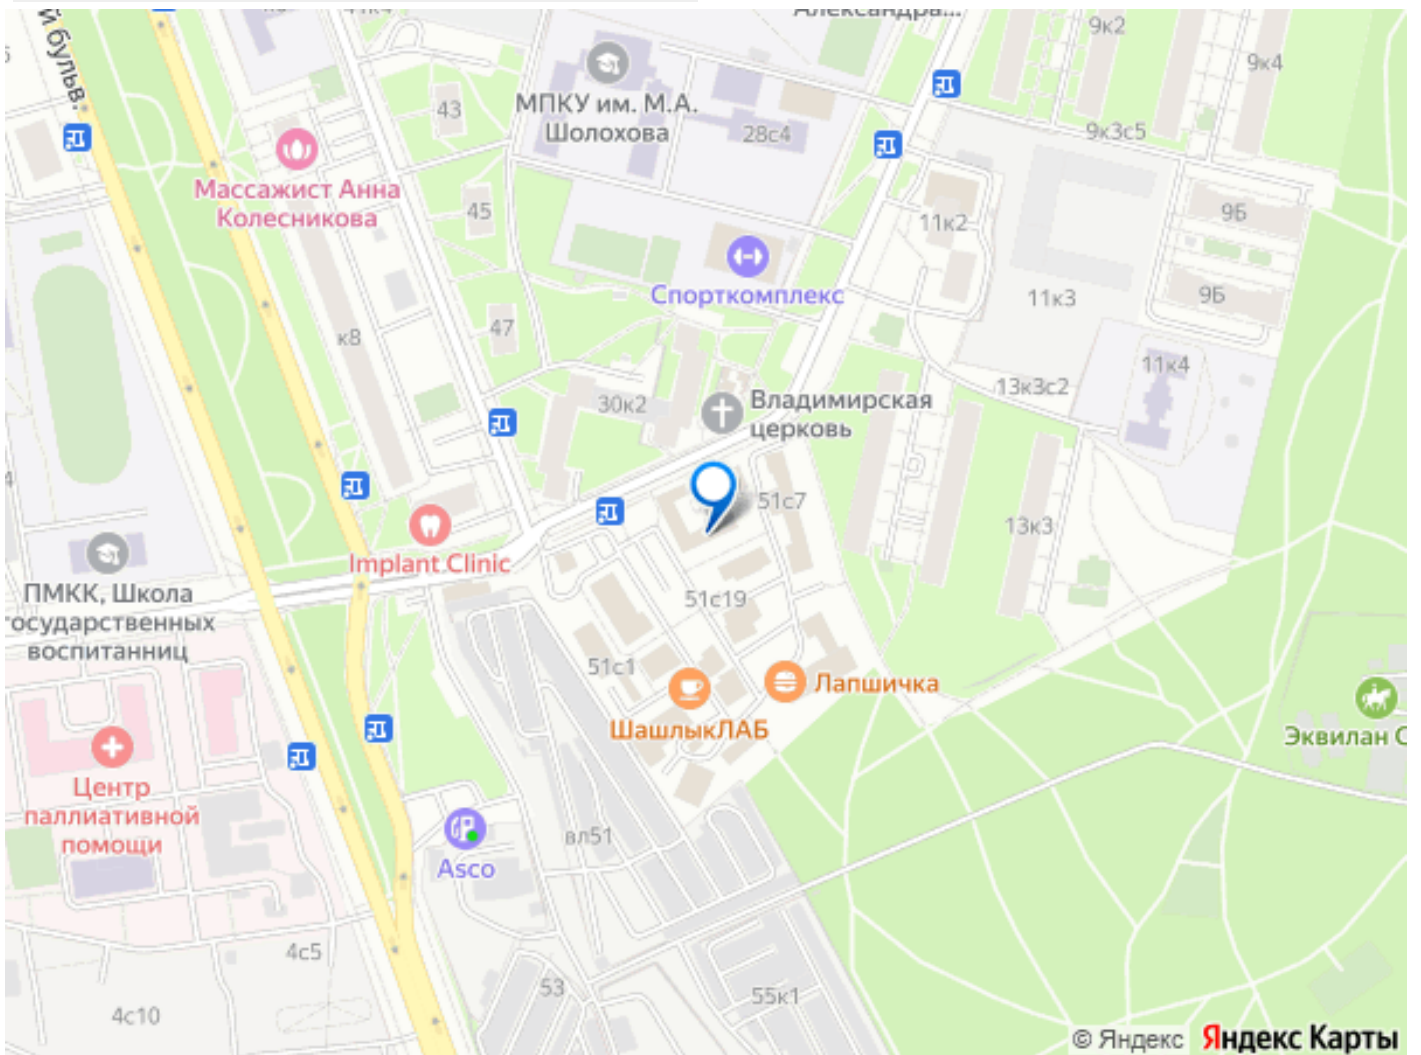 й бульв.
41к4
Александра...
9к2
9к4
43
МПКУ им. М.А.
Шолохова
28с4
9к3с5
Массажист Анна
Колесникова
45
11к2
9Б
Спорткомплекс
11к3
9Б
к8
47
11к4
13к3с2
30к2
Владимирская
церковь
51с7
13к3
Implant Clinic
ПМКК, Школа
государственных
воспитанниц
51с19
51с1
Лапшичка
ШашлыкЛАБ
Эквилан С
Центр
паллиативной
помощи
вл51
Asco
4с5
53
55к1
4с10
© Яндекс Яндекс Карты